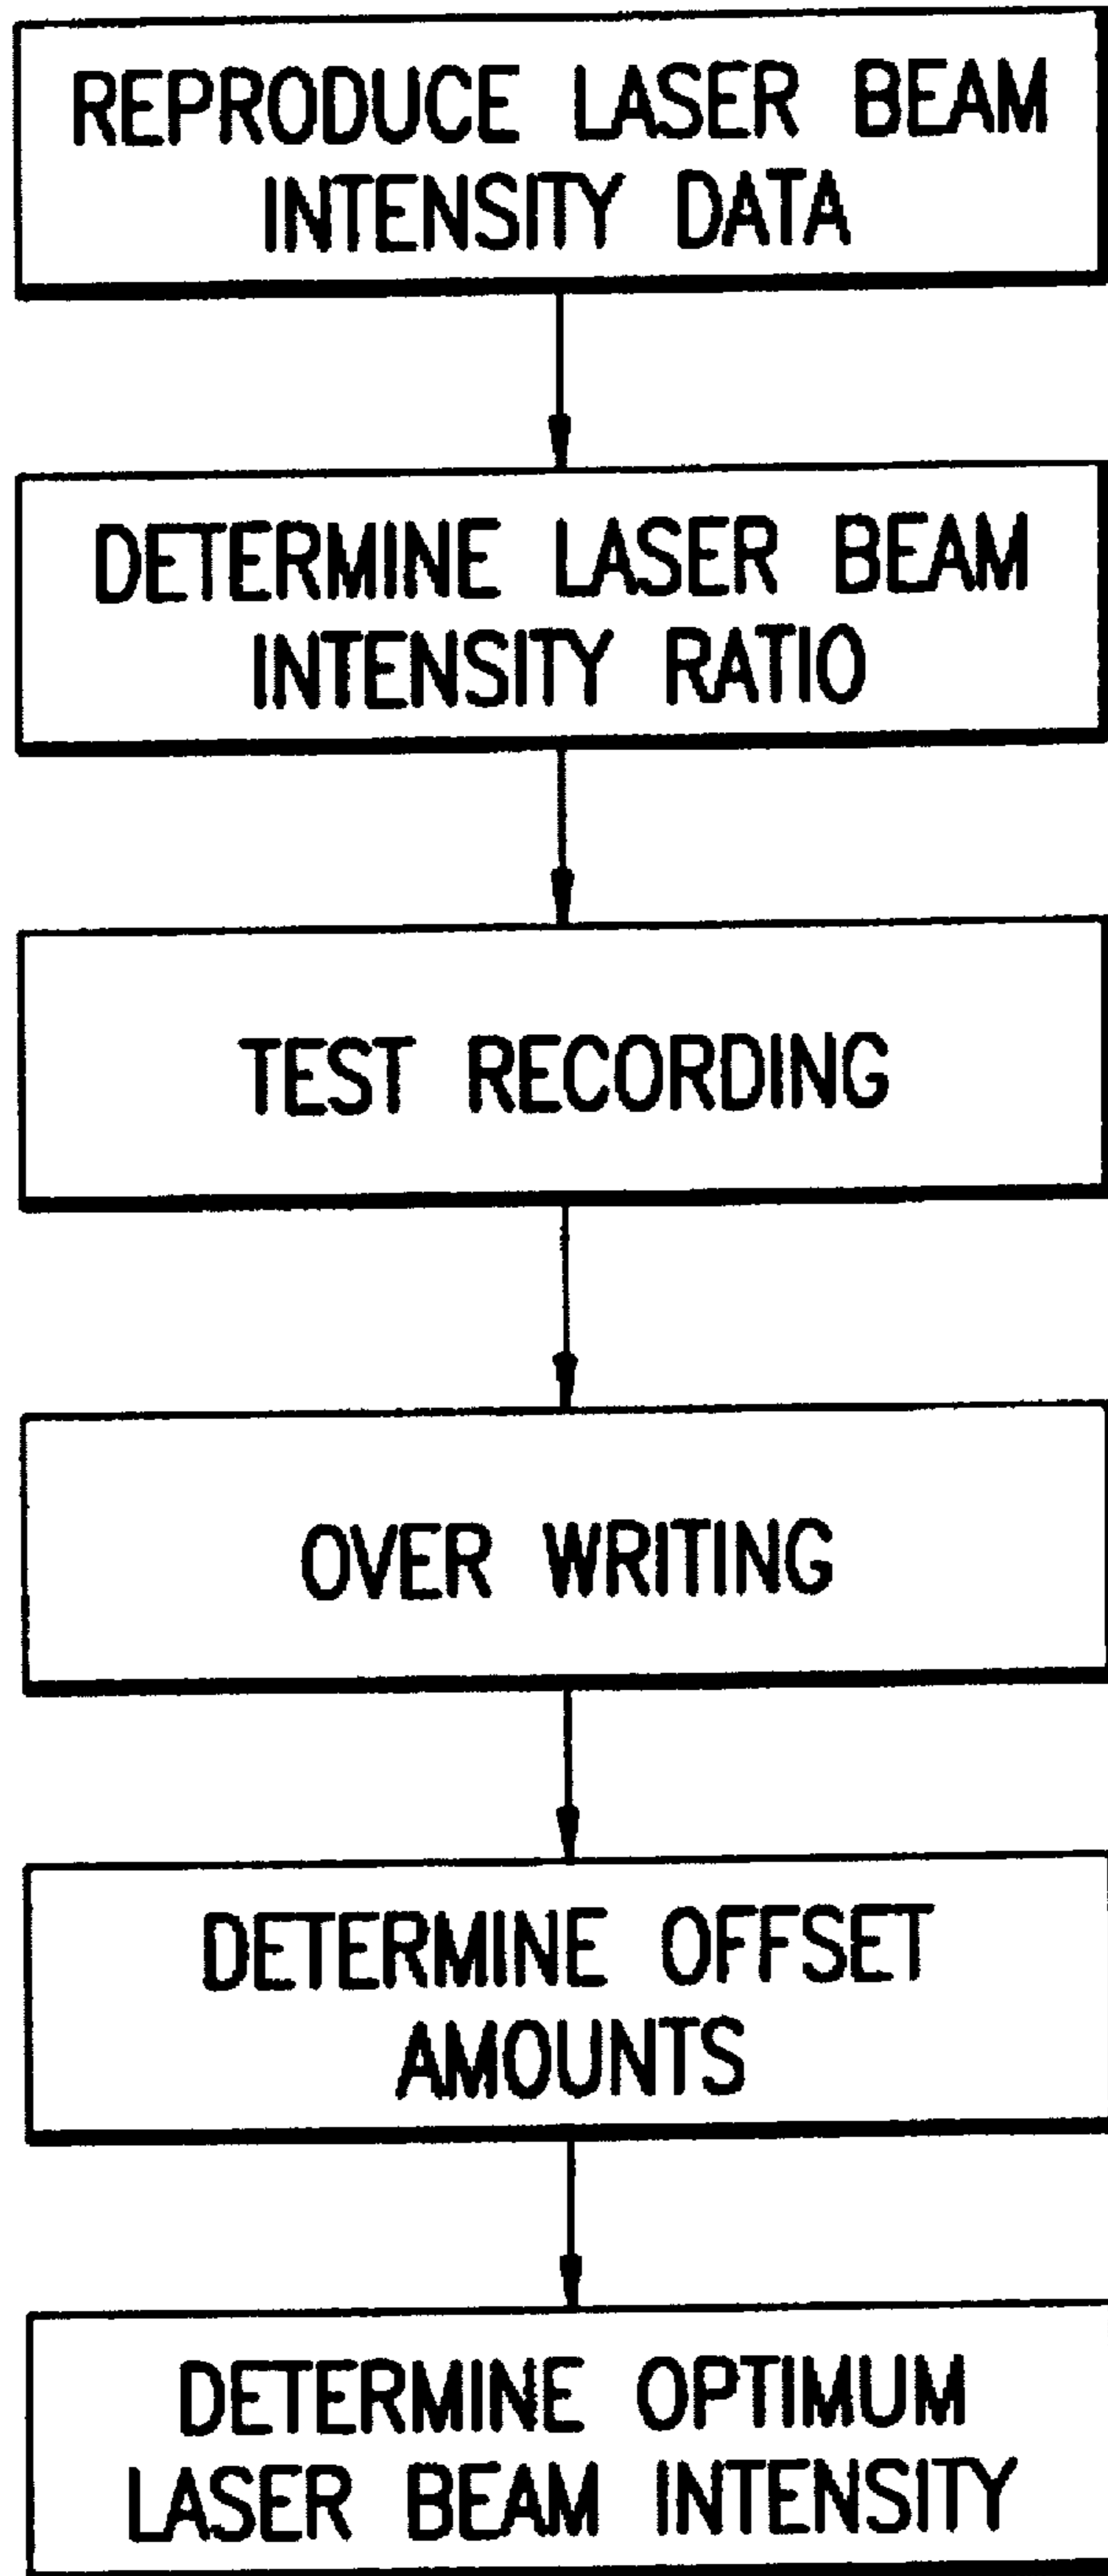 REPRODUCE LASER BEAM
INTENSITY DATA
DETERMINE LASER BEAM
INTENSITY RATIO
TEST RECORDING
OVER WRITING
DETERMINE OFFSET
AMOUNTS
DETERMINE OPTIMUM
LASER BEAM INTENSITY